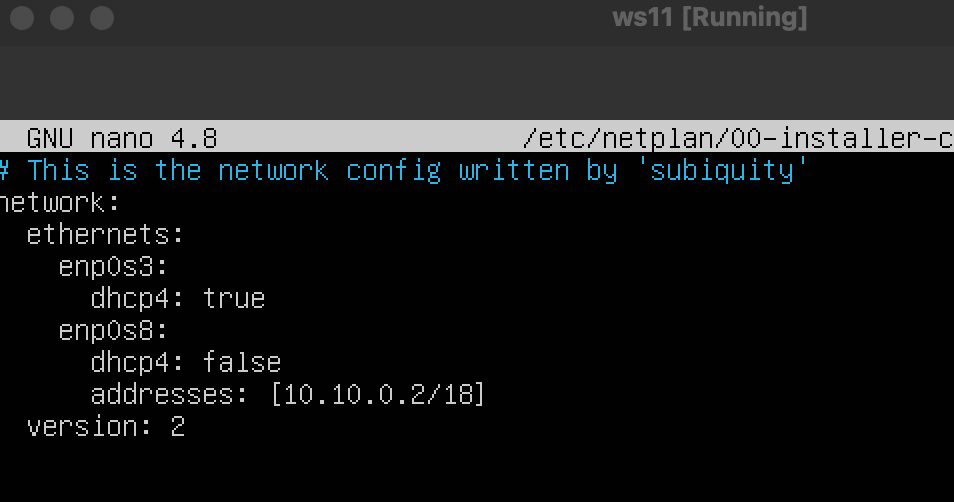 ws11 [Running]
GNU nano 4.8 /etc/netplan/00-installer-c
# This is the network config written by 'subiquity'
network:
  ethernets:
    enp0s3:
      dhcp4: true
    enp0s8:
      dhcp4: false
      addresses: [10.10.0.2/18]
  version: 2